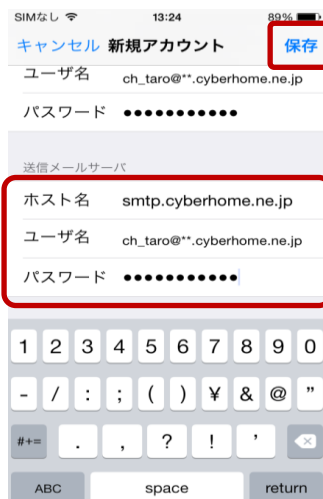 SIMなし 13:24 89%
キャンセル 新規アカウント 保存
ユーザ名 ch_taro@**.cyberhome.ne.jp
パスワード ●●●●●●●●●●●
送信メールサーバ
ホスト名 smtp.cyberhome.ne.jp
ユーザ名 ch_taro@**.cyberhome.ne.jp
パスワード ●●●●●●●●●●●
1 2 3 4 5 6 7 8 9 0
- / : ; ( ) ¥ & @ ”
#+= . , ? ! ’
ABC space return